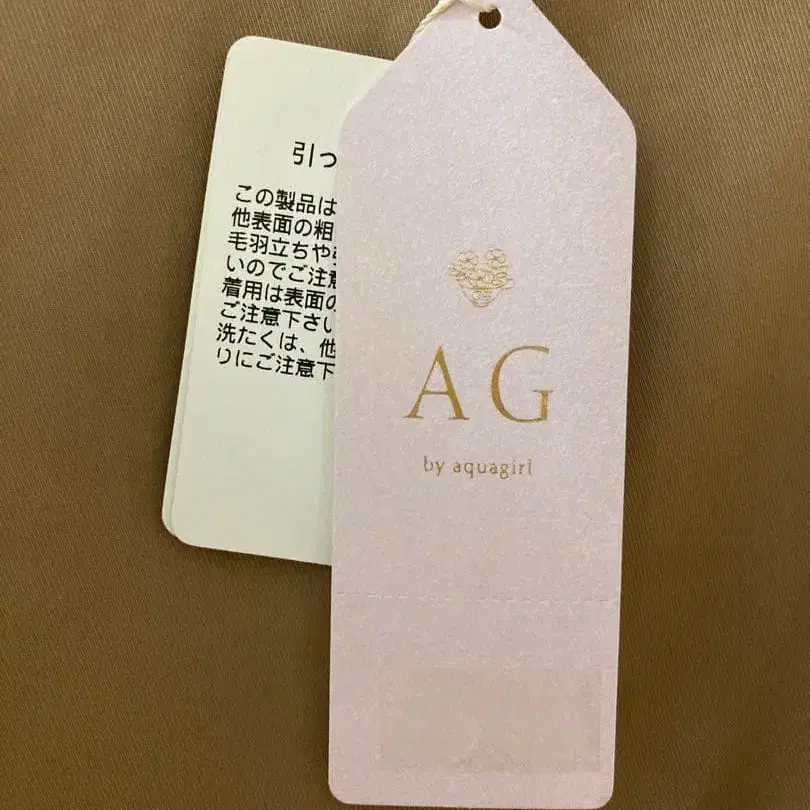 引っ
この製品は
他表面の粗
毛羽立ちや引
いのでご注意
着用は表面の
ご注意下さい
洗たくは、他
りにご注意下
AG
by aquagirl